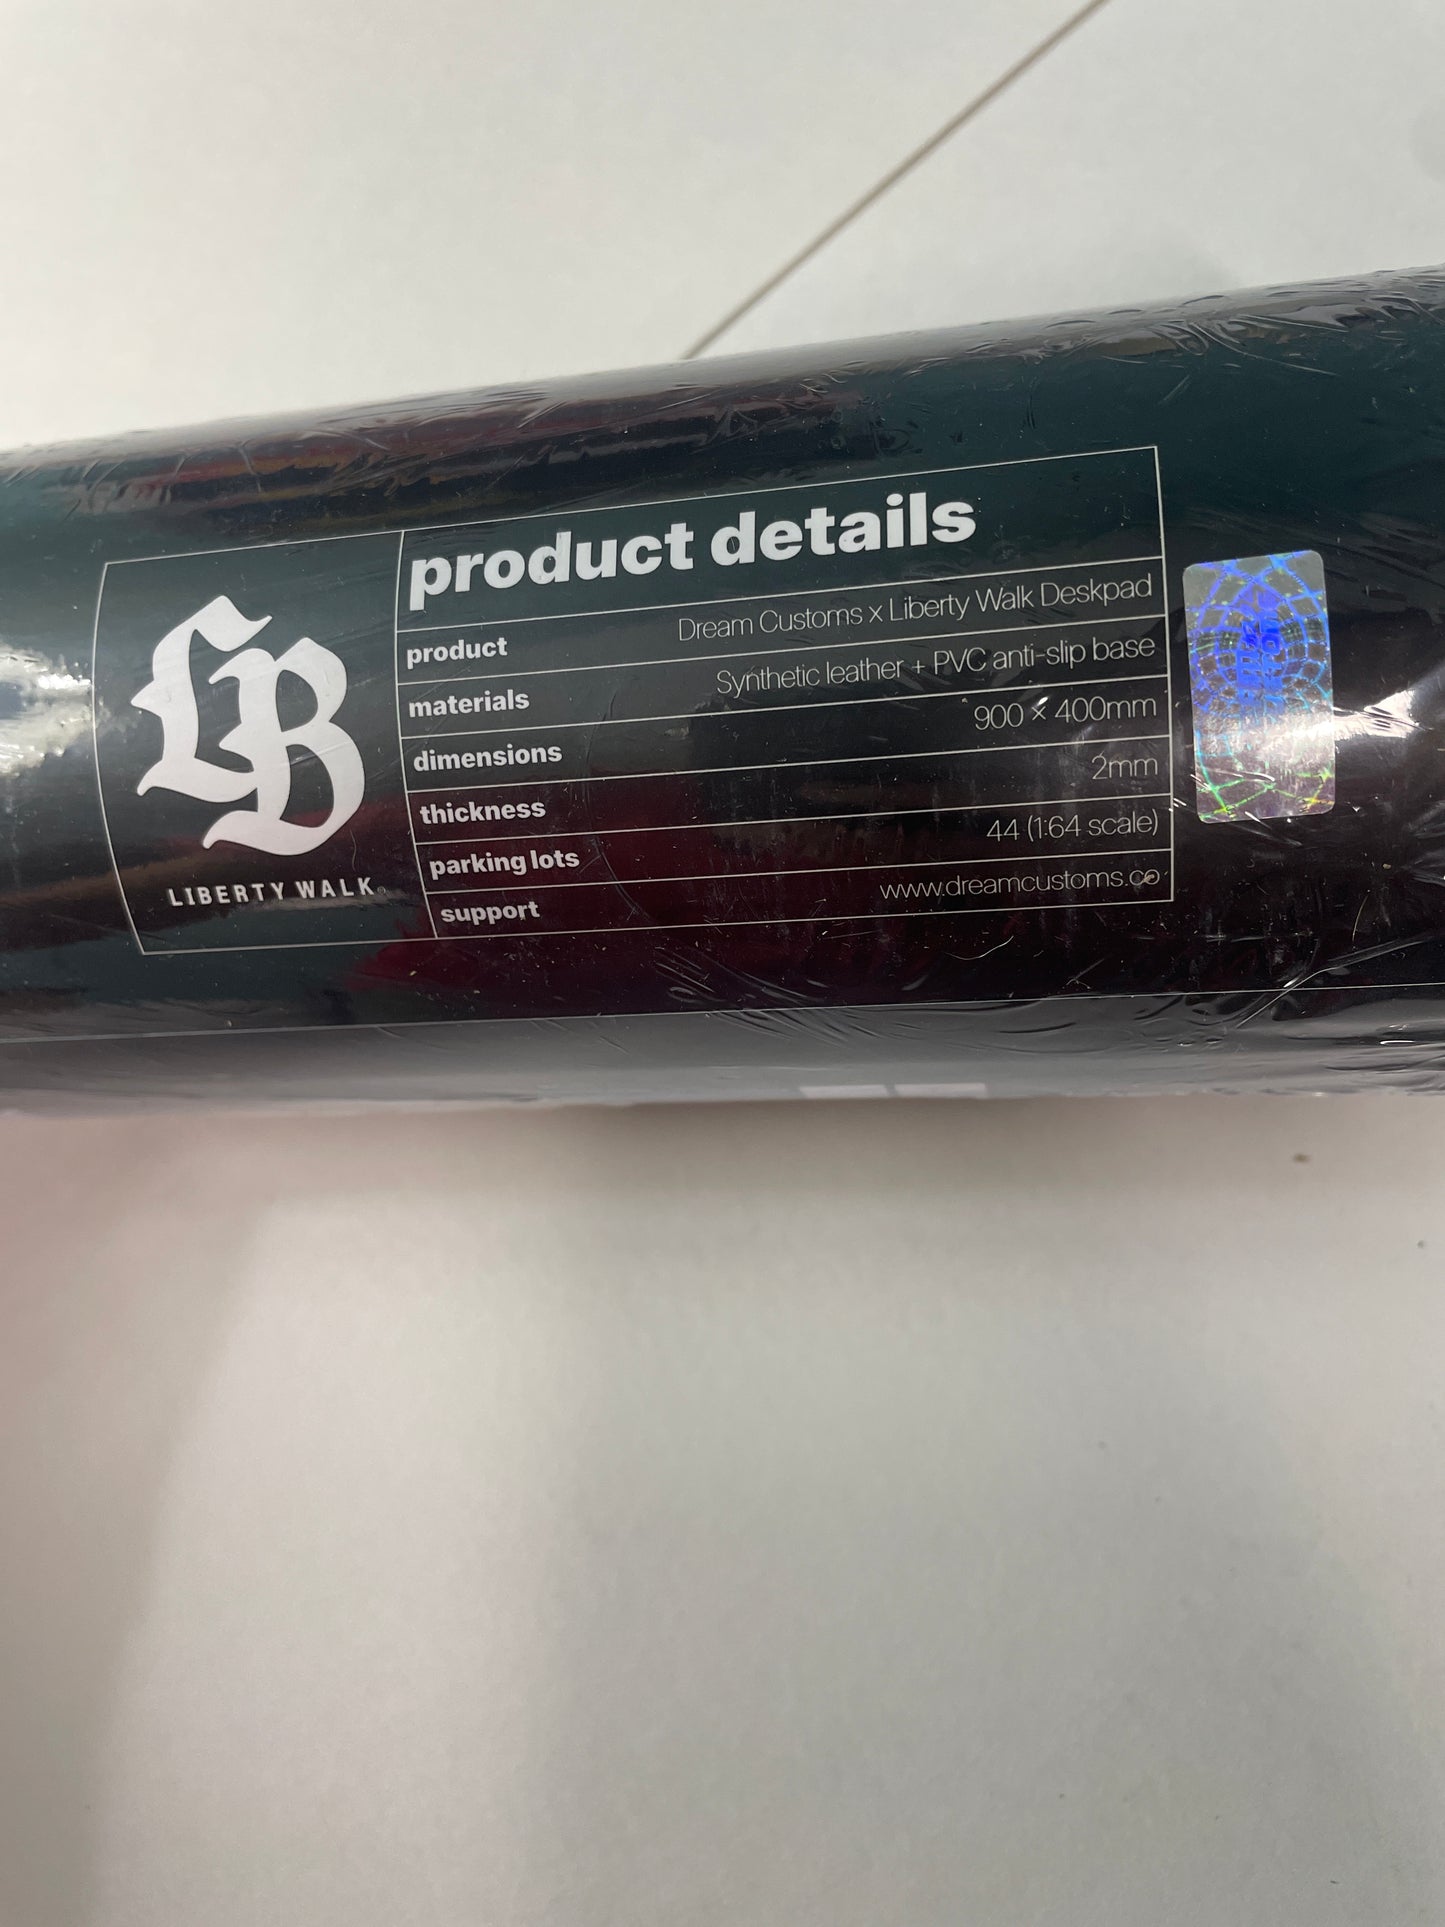 LB
LIBERTY WALK
product details
product Dream Customs x Liberty Walk Deskpad
materials Synthetic leather + PVC anti-slip base
dimensions 900 × 400mm
thickness 2mm
parking lots 44 (1:64 scale)
support www.dreamcustoms.co